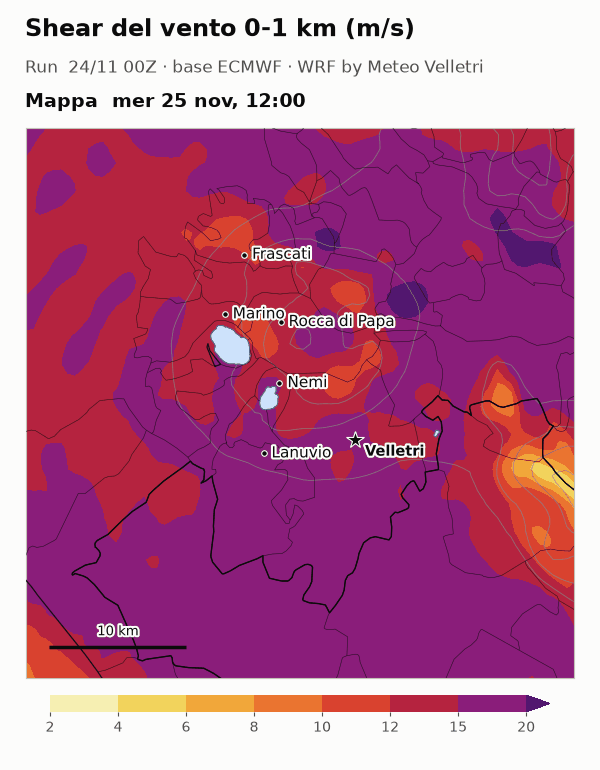 Shear del vento 0-1 km (m/s)
Run  24/11 00Z · base ECMWF · WRF by Meteo Velletri
Mappa  mer 25 nov, 12:00
Frascati
Marino
Rocca di Papa
Nemi
Velletri
Lanuvio
10 km
2 4 6 8 10 12 15 20